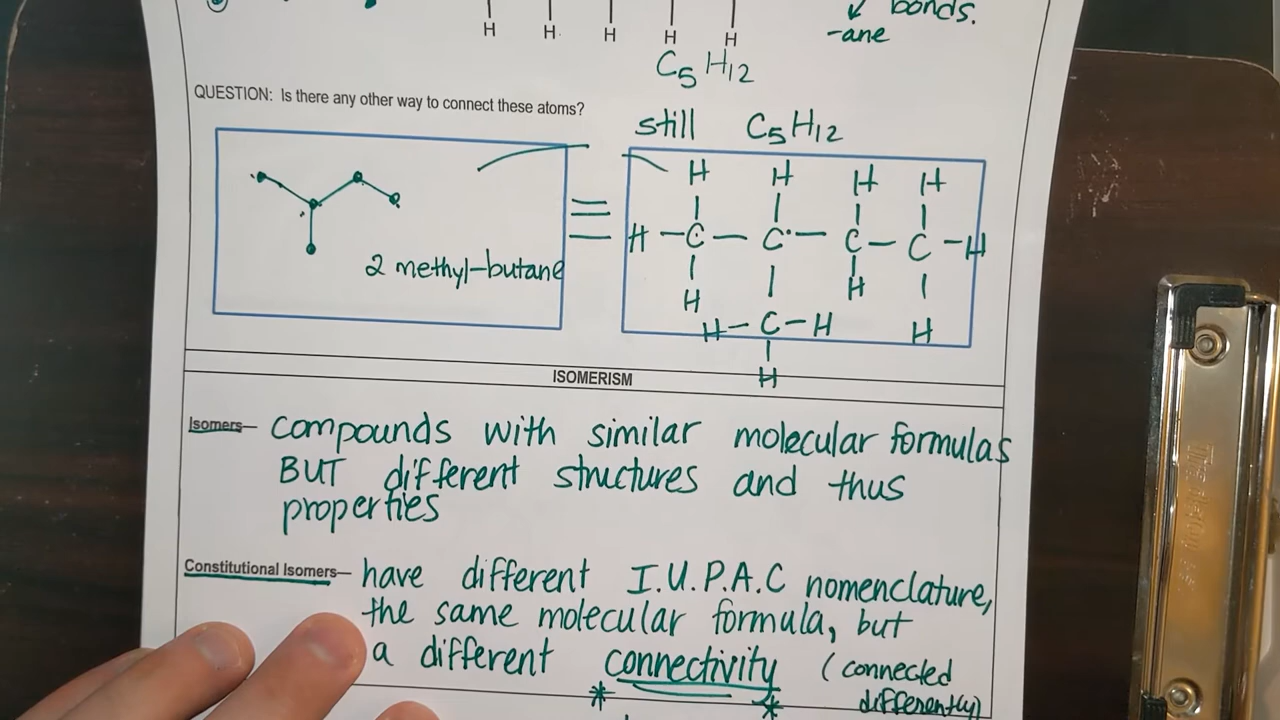 bonds.
H H H H H
-ane
C5 H12
QUESTION: Is there any other way to connect these atoms?
still C5H12
H H H H
H - C - C - C - C - H
2 methyl-butane
H H
H - C - H H
H
ISOMERISM
Isomers— compounds with similar molecular formulas
BUT different structures and thus
properties
Constitutional Isomers— have different I.U.P.A.C nomenclature,
the same molecular formula, but
a different connectivity (connected
* * differently)